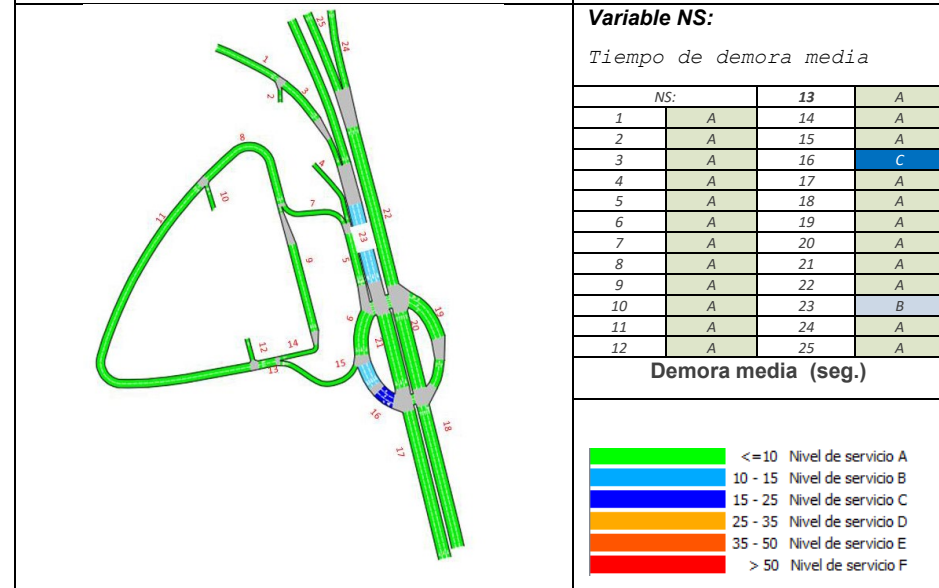 Variable NS:
Tiempo de demora media
NS: 13 A
1 A 14 A
2 A 15 A
3 A 16 C
4 A 17 A
5 A 18 A
6 A 19 A
7 A 20 A
8 A 21 A
9 A 22 A
10 A 23 B
11 A 24 A
12 A 25 A
Demora media (seg.)
<=10 Nivel de servicio A
10 - 15 Nivel de servicio B
15 - 25 Nivel de servicio C
25 - 35 Nivel de servicio D
35 - 50 Nivel de servicio E
> 50 Nivel de servicio F
25
24
1
2
3
8
4
10
7
11
22
23
9
5
6
19
20
21
12
14
13
15
16
17
18